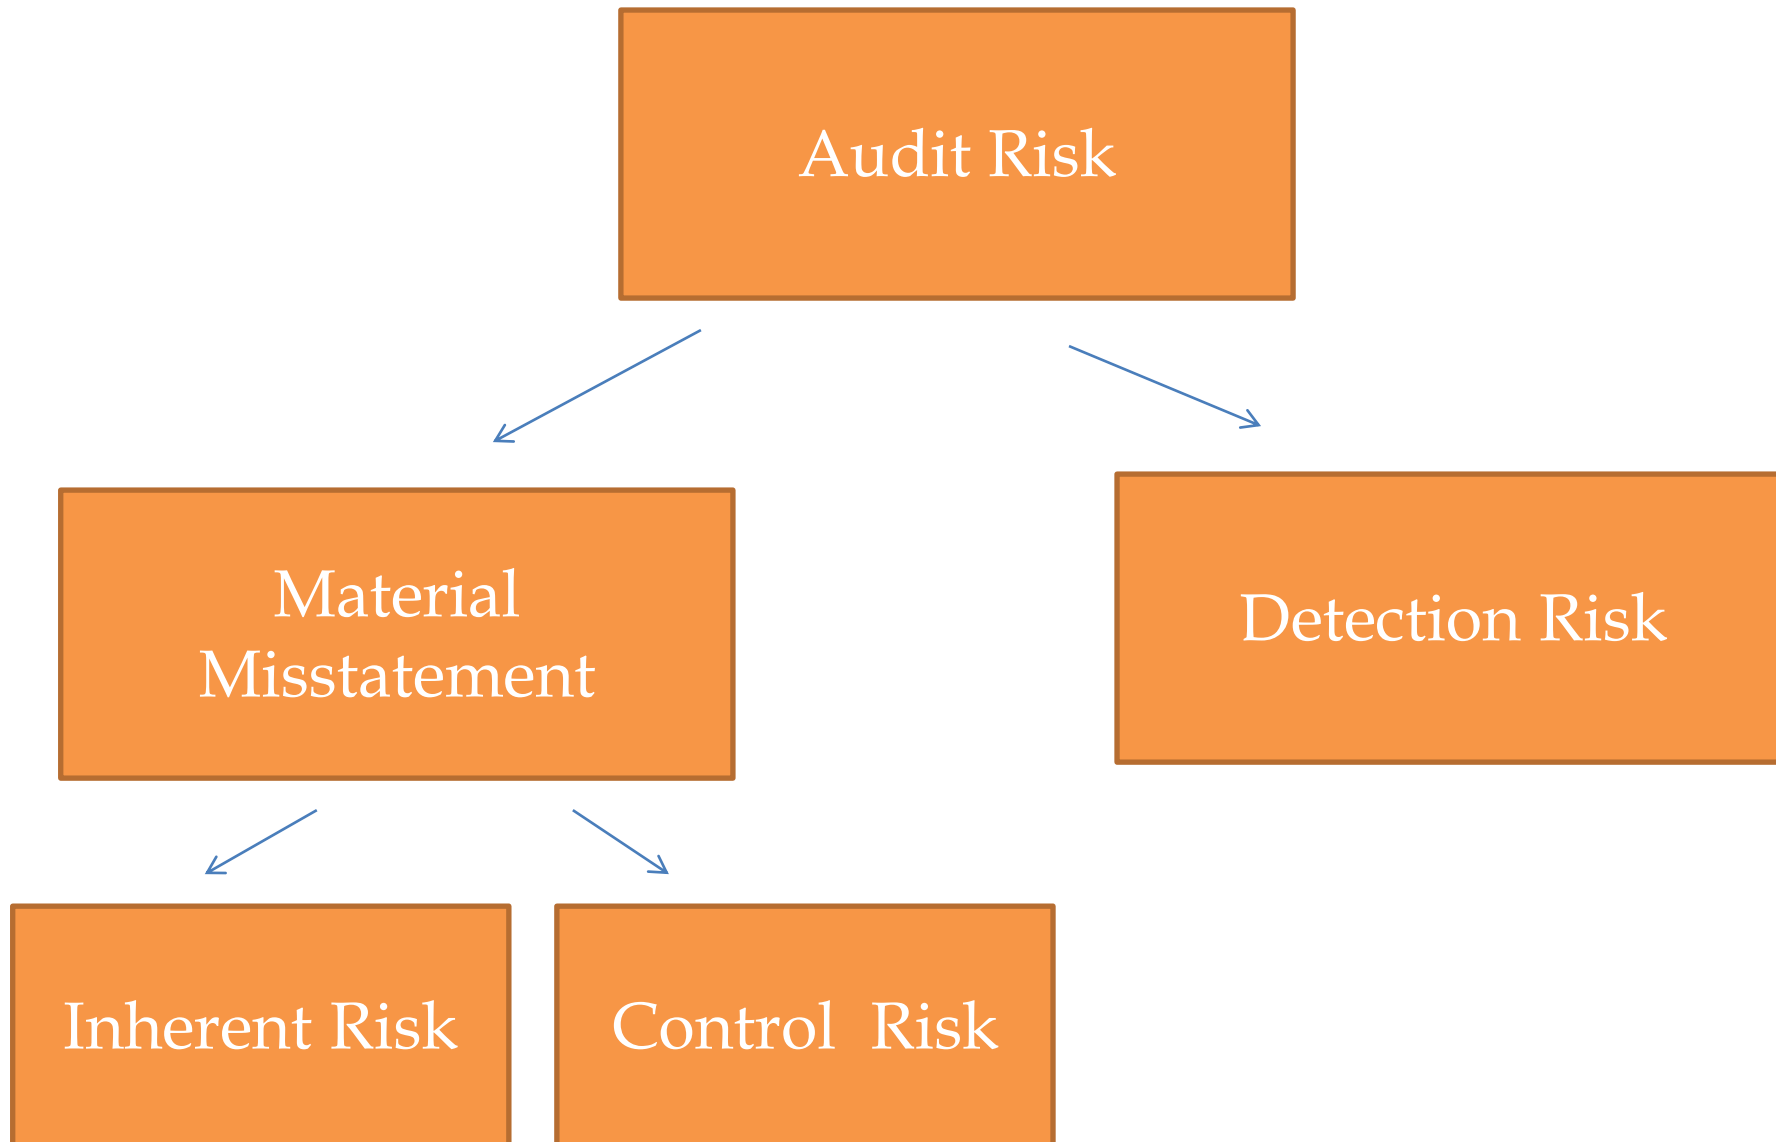 Audit Risk
Material
Misstatement
Detection Risk
Inherent Risk
Control  Risk